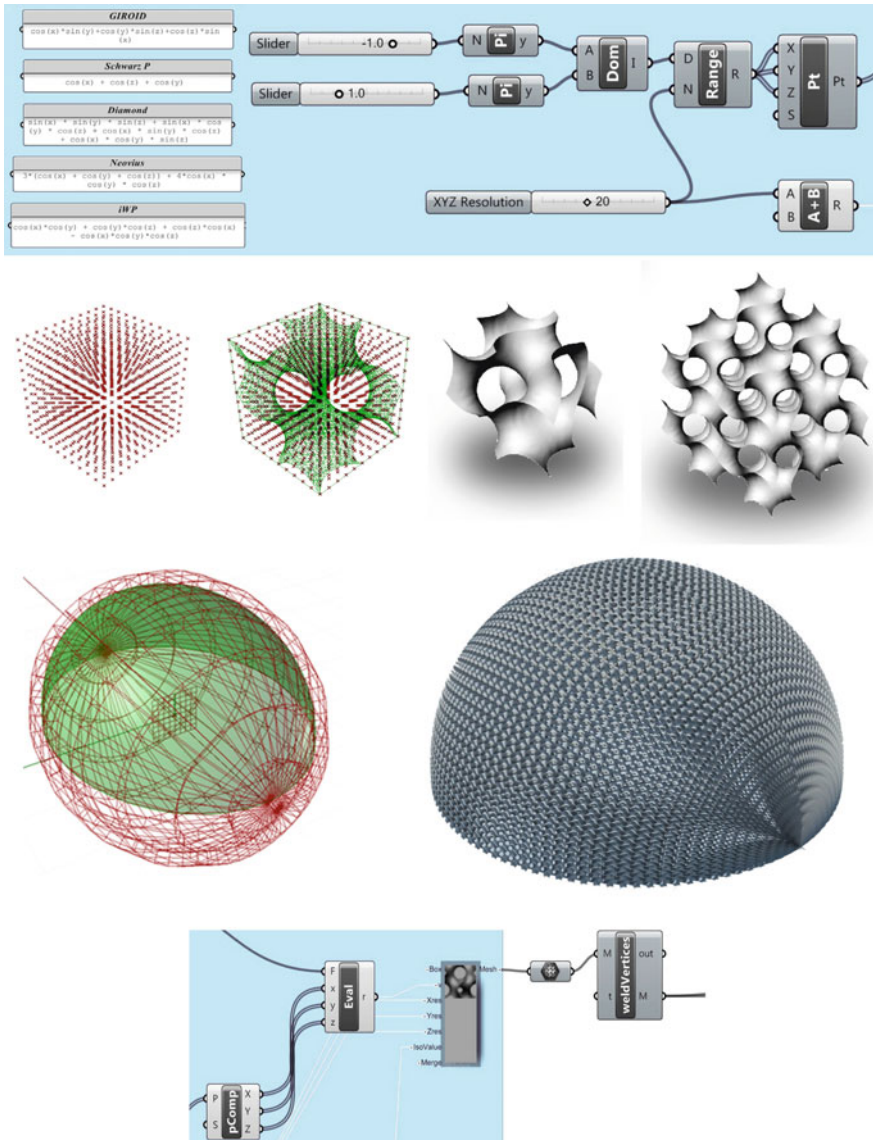 GIROID
cos(x)*sin(y)+cos(y)*sin(z)+cos(z)*sin
(x)
Schwarz P
cos(x) + cos(z) + cos(y)
Diamond
sin(x) * sin(y) * sin(z) + sin(x) * cos
(y) * cos(z) + cos(x) * sin(y) * cos(z)
+ cos(x) * cos(y) * sin(z)
Neovius
3*(cos(x) + cos(y) + cos(z)) + 4*cos(x) *
cos(y) * cos(z)
iWP
cos(x)*cos(y) + cos(y)*cos(z) + cos(z)*cos(x)
- cos(x)*cos(y)*cos(z)
Slider -1.0
N Pi y
Slider 1.0
N Pi y
A B Dom I
D N Range R
X Y Z S Pt Pt
XYZ Resolution 20
A B A+B R
F x y z Eval r
Box
Xres
Yres
Zres
IsoValue
Merge
Mesh
M t weldVertices out M
P S pComp X Y Z